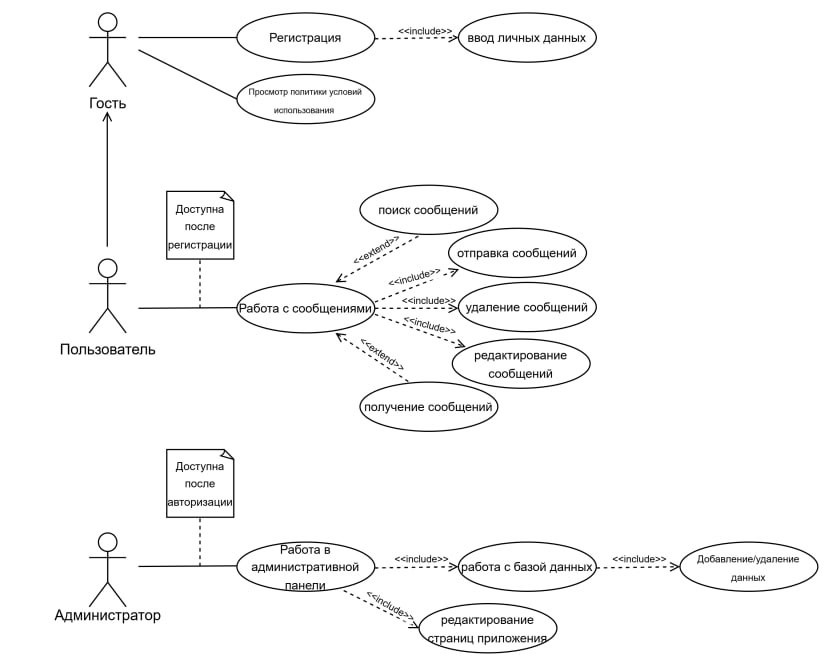 Регистрация
<<include>>
ввод личных данных
Просмотр политики условий
использования
Гость
Доступна
после
регистрации
поиск сообщений
<<extend>>
отправка сообщений
<<include>>
Работа с сообщениями
<<include>>
удаление сообщений
<<include>>
Пользователь
<<extend>>
редактирование
сообщений
получение сообщений
Доступна
после
авторизации
Работа в
административной
панели
<<include>>
работа с базой данных
<<include>>
Добавление/удаление
данных
<<include>>
Администратор
редактирование
страниц приложения